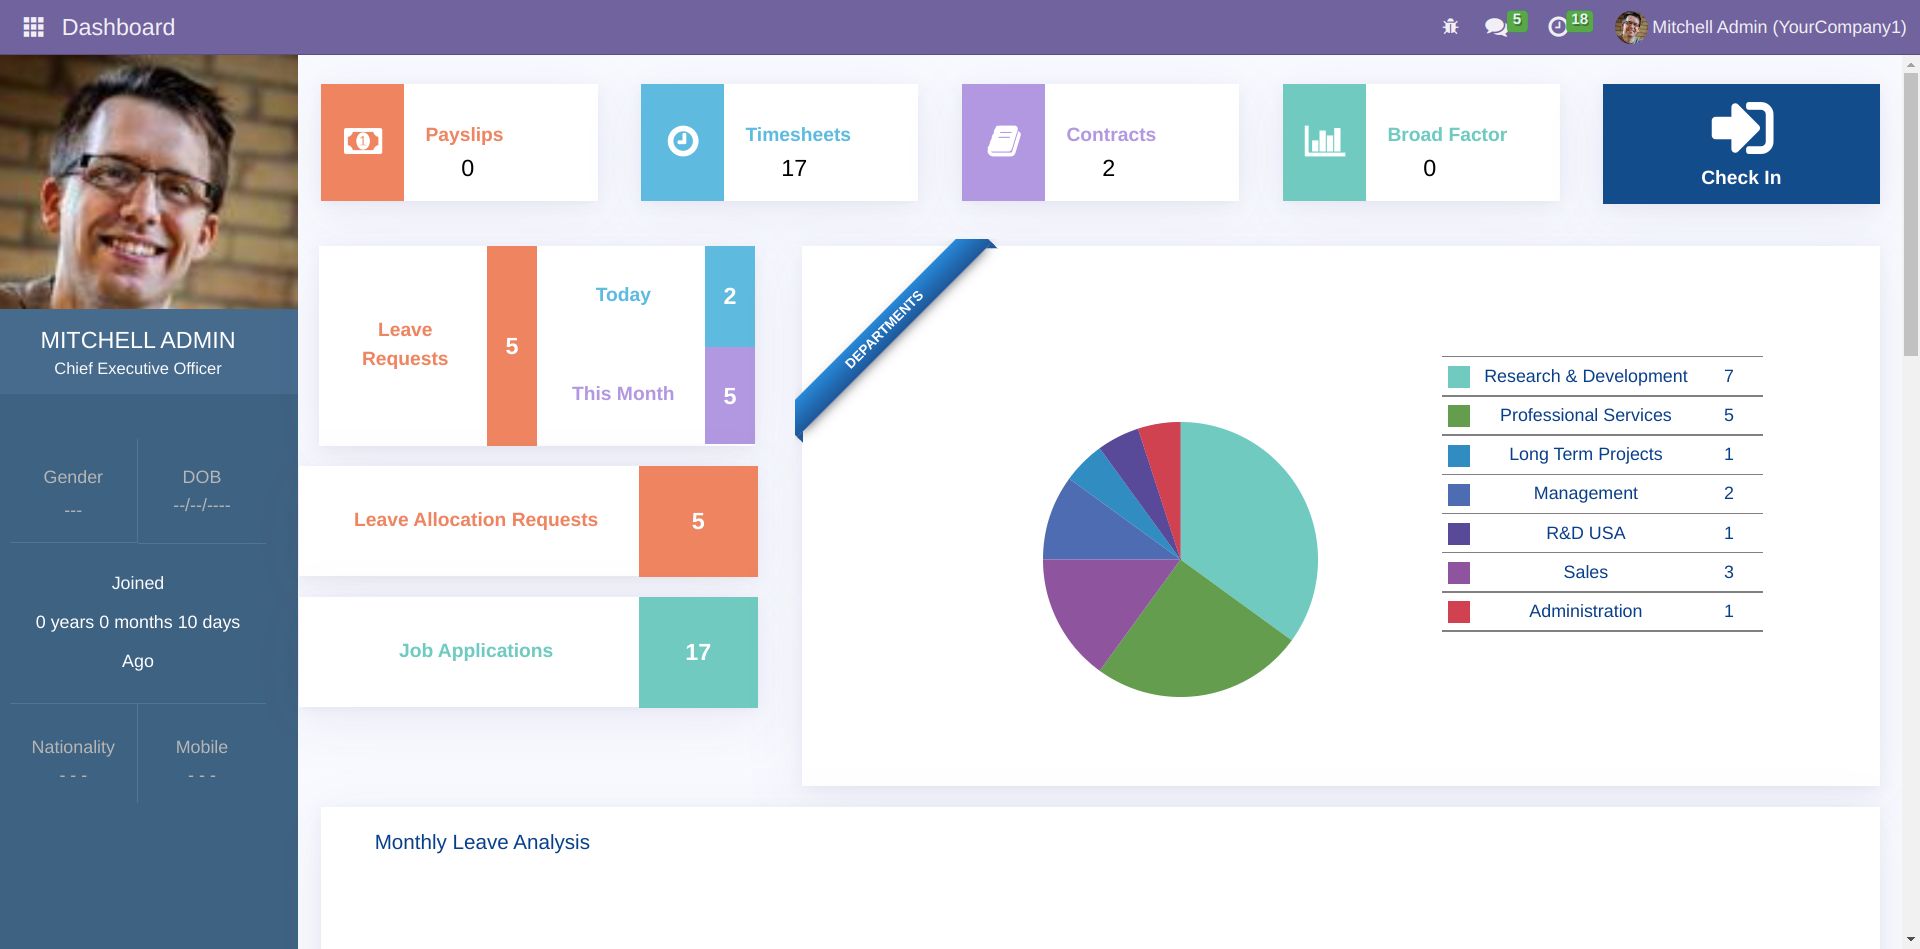 Dashboard
5
18
Mitchell Admin (YourCompany1)
MITCHELL ADMIN
Chief Executive Officer
Gender
---
DOB
--/--/----
Joined
0 years 0 months 10 days
Ago
Nationality
- - -
Mobile
- - -
1
Payslips
0
Timesheets
17
Contracts
2
Broad Factor
0
Check In
Leave
Requests
5
Today
2
This Month
5
Leave Allocation Requests
5
Job Applications
17
DEPARTMENTS
Research & Development 7
Professional Services 5
Long Term Projects 1
Management 2
R&D USA 1
Sales 3
Administration 1
Monthly Leave Analysis